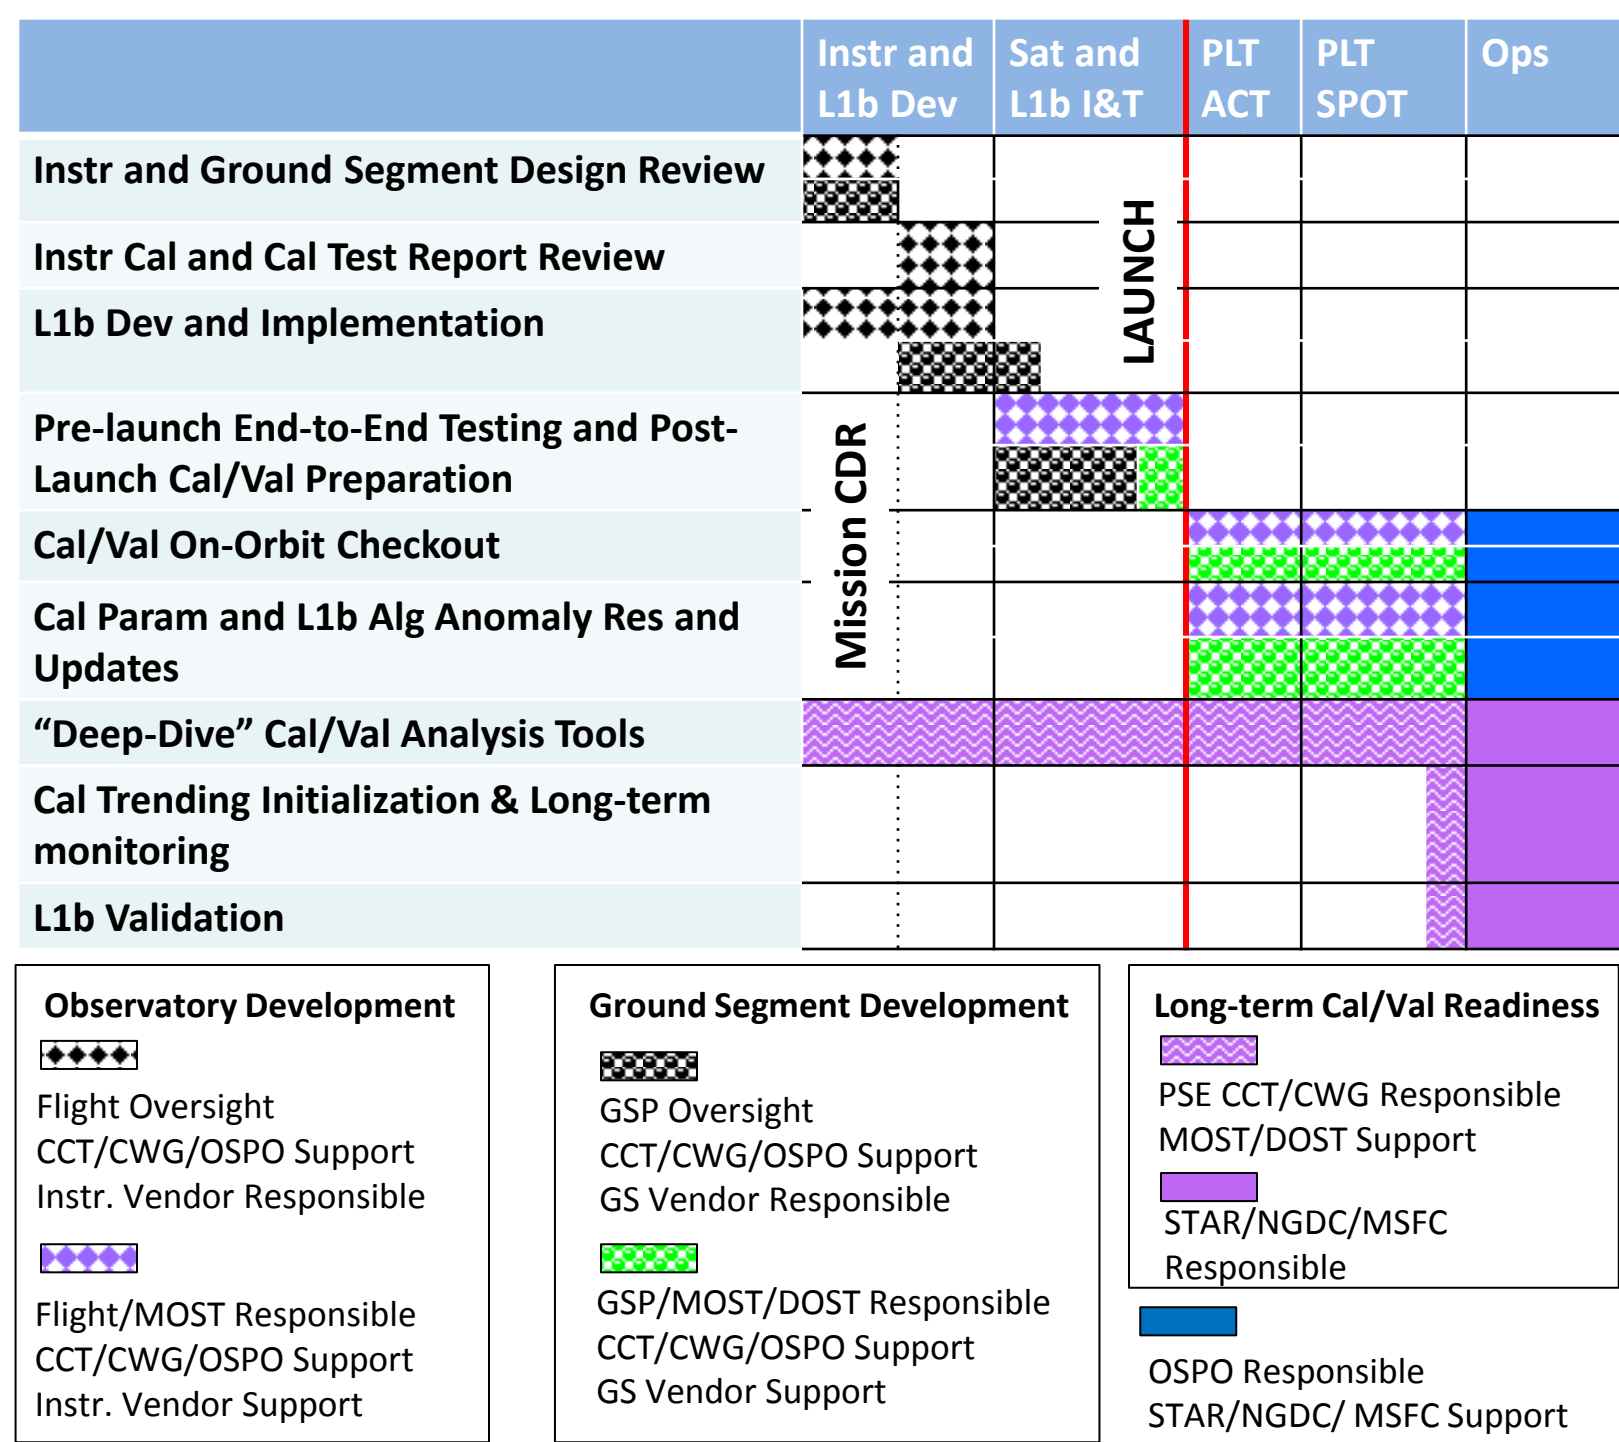 Instr and
L1b Dev
Sat and
L1b I&T
PLT
ACT
PLT
SPOT
Ops
Instr and Ground Segment Design Review
Instr Cal and Cal Test Report Review
L1b Dev and Implementation
LAUNCH
Pre-launch End-to-End Testing and Post-
Launch Cal/Val Preparation
Mission CDR
Cal/Val On-Orbit Checkout
Cal Param and L1b Alg Anomaly Res and
Updates
“Deep-Dive” Cal/Val Analysis Tools
Cal Trending Initialization & Long-term
monitoring
L1b Validation
Observatory Development
Flight Oversight
CCT/CWG/OSPO Support
Instr. Vendor Responsible
Flight/MOST Responsible
CCT/CWG/OSPO Support
Instr. Vendor Support
Ground Segment Development
GSP Oversight
CCT/CWG/OSPO Support
GS Vendor Responsible
GSP/MOST/DOST Responsible
CCT/CWG/OSPO Support
GS Vendor Support
Long-term Cal/Val Readiness
PSE CCT/CWG Responsible
MOST/DOST Support
STAR/NGDC/MSFC
Responsible
OSPO Responsible
STAR/NGDC/ MSFC Support